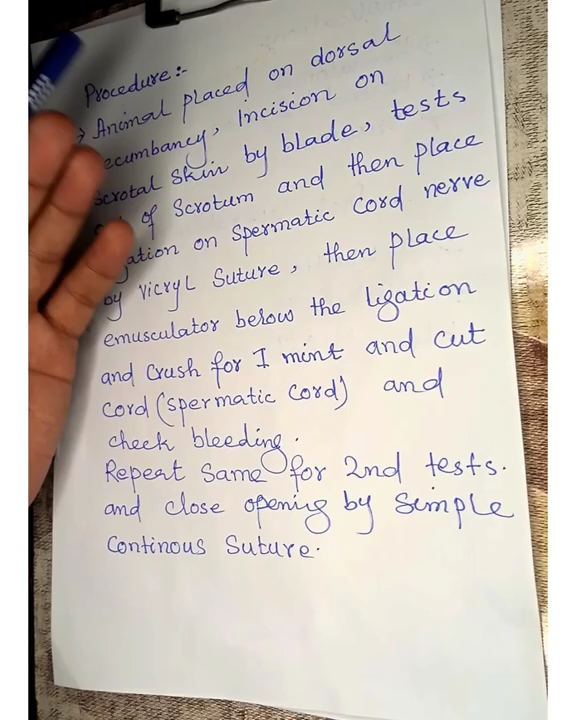 Procedure:-
Animal placed on dorsal
ecumbancy, incision on
scrotal skin by blade, tests
of Scrotum and then place
gation on spermatic cord nerve
by vicryl suture, then place
emusculator below the ligation
and crush for 1 mint and cut
cord (spermatic cord) and
check bleeding.
Repeat same for 2nd tests.
and close opening by simple
continous suture.